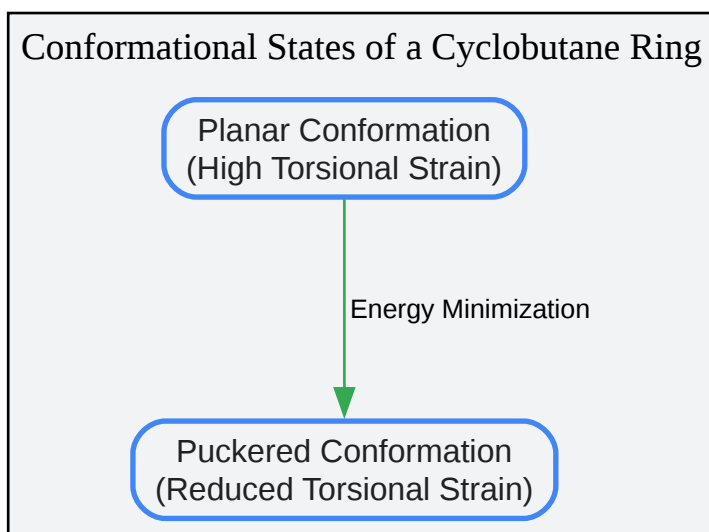 Conformational States of a Cyclobutane Ring
Planar Conformation
(High Torsional Strain)
Energy Minimization
Puckered Conformation
(Reduced Torsional Strain)